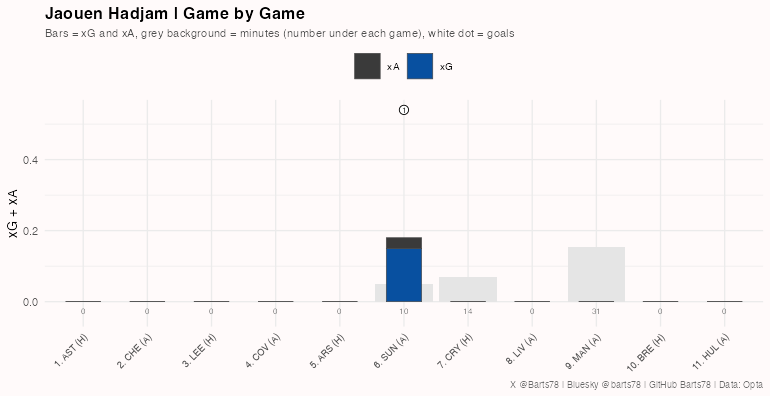 Jaouen Hadjam | Game by Game
Bars = xG and xA, grey background = minutes (number under each game), white dot = goals
xA xG
1
xG + xA
0.4
0.2
0.0
0 0 0 0 0 10 14 0 31 0 0
1. AST (H)
2. CHE (A)
3. LEE (H)
4. COV (A)
5. ARS (H)
6. SUN (A)
7. CRY (H)
8. LIV (A)
9. MAN (A)
10. BRE (H)
11. HUL (A)
X @Barts78 | Bluesky @barts78 | GitHub Barts78 | Data: Opta